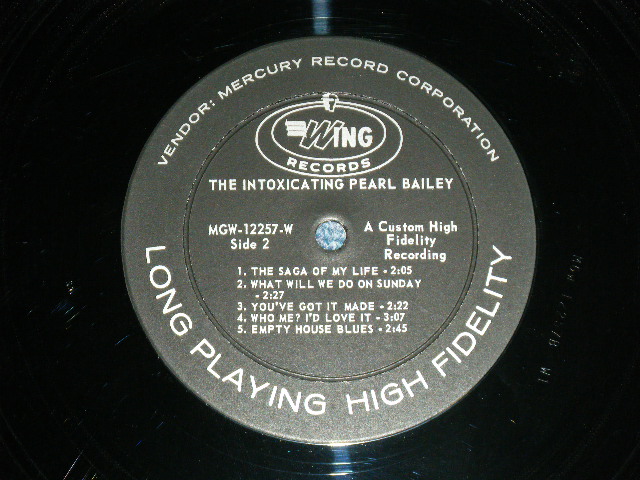 VENDOR: MERCURY RECORD CORPORATION
WING
RECORDS
THE INTOXICATING PEARL BAILEY
MGW-12257-W
Side 2
A Custom High
Fidelity
Recording
1. THE SAGA OF MY LIFE - 2:05
2. WHAT WILL WE DO ON SUNDAY
- 2:27
3. YOU'VE GOT IT MADE - 2:22
4. WHO ME? I'D LOVE IT - 3:07
5. EMPTY HOUSE BLUES - 2:45
LONG PLAYING HIGH FIDELITY